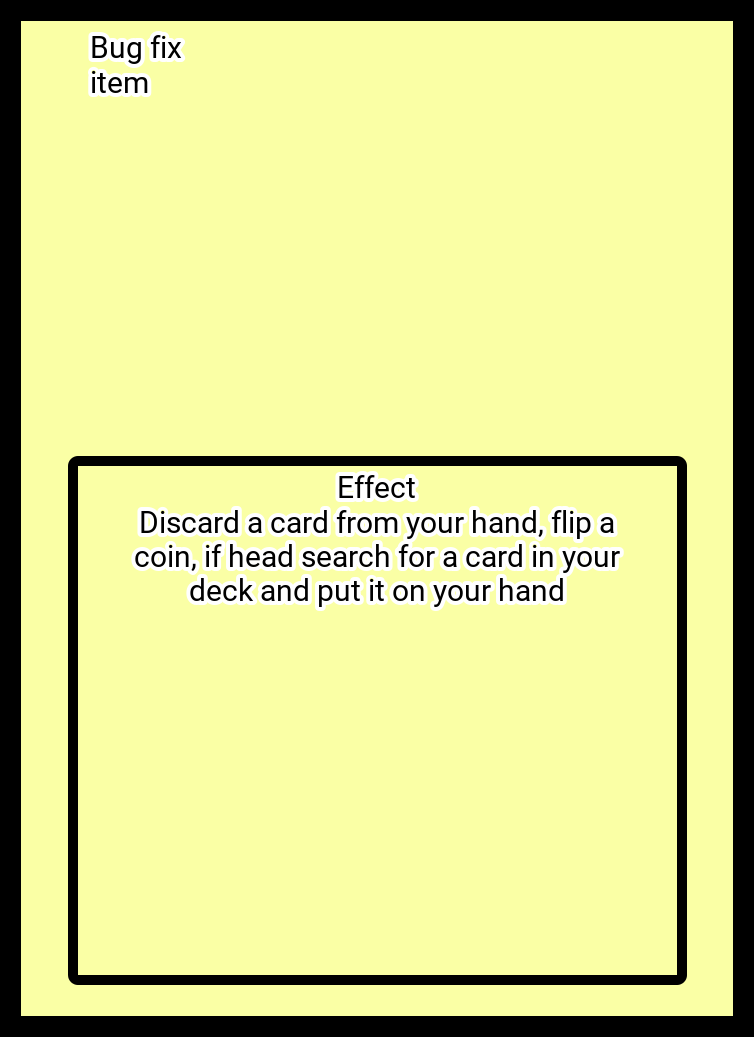 Bug fix
item
Effect
Discard a card from your hand, flip a
coin, if head search for a card in your
deck and put it on your hand